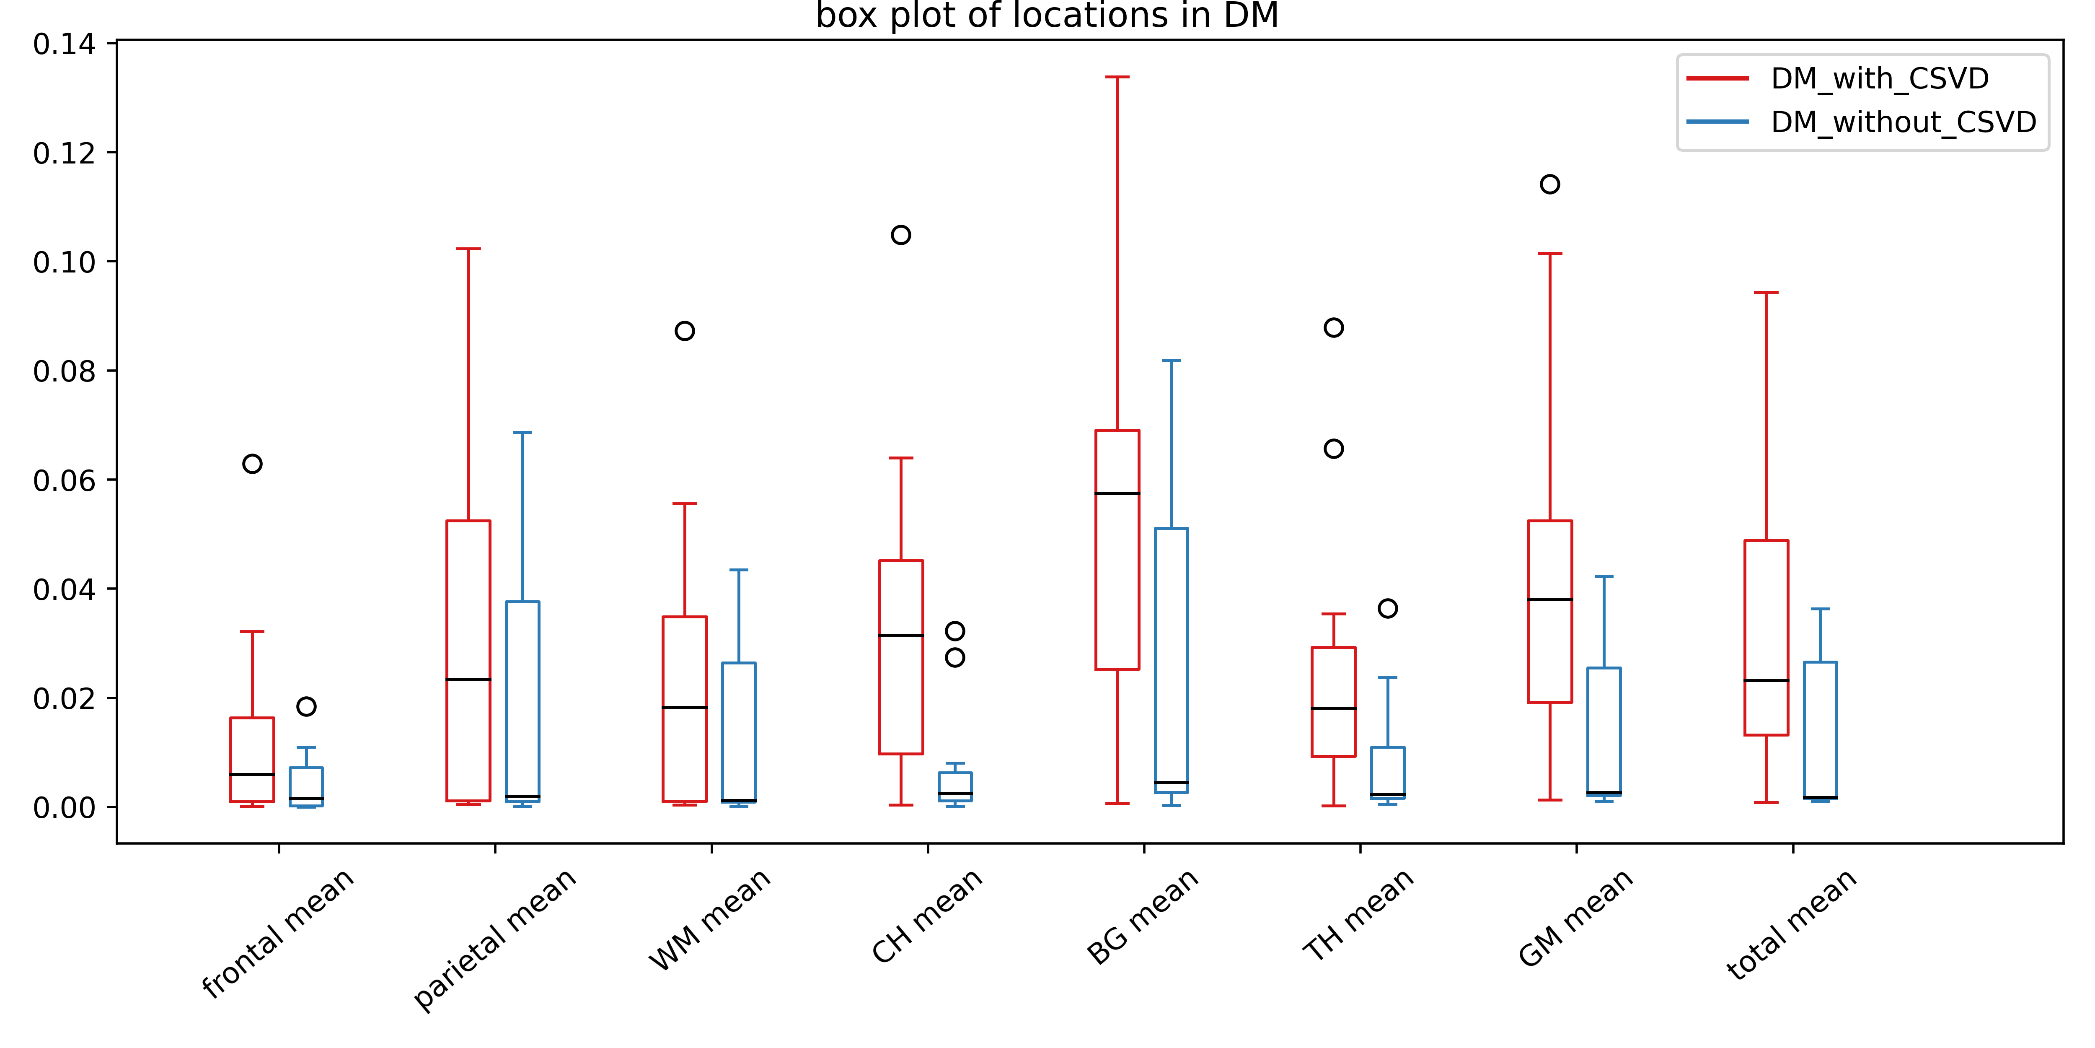 box plot of locations in DM
0.14
0.12
0.10
0.08
0.06
0.04
0.02
0.00
DM_with_CSVD
DM_without_CSVD
frontal mean
parietal mean
WM mean
CH mean
BG mean
TH mean
GM mean
total mean